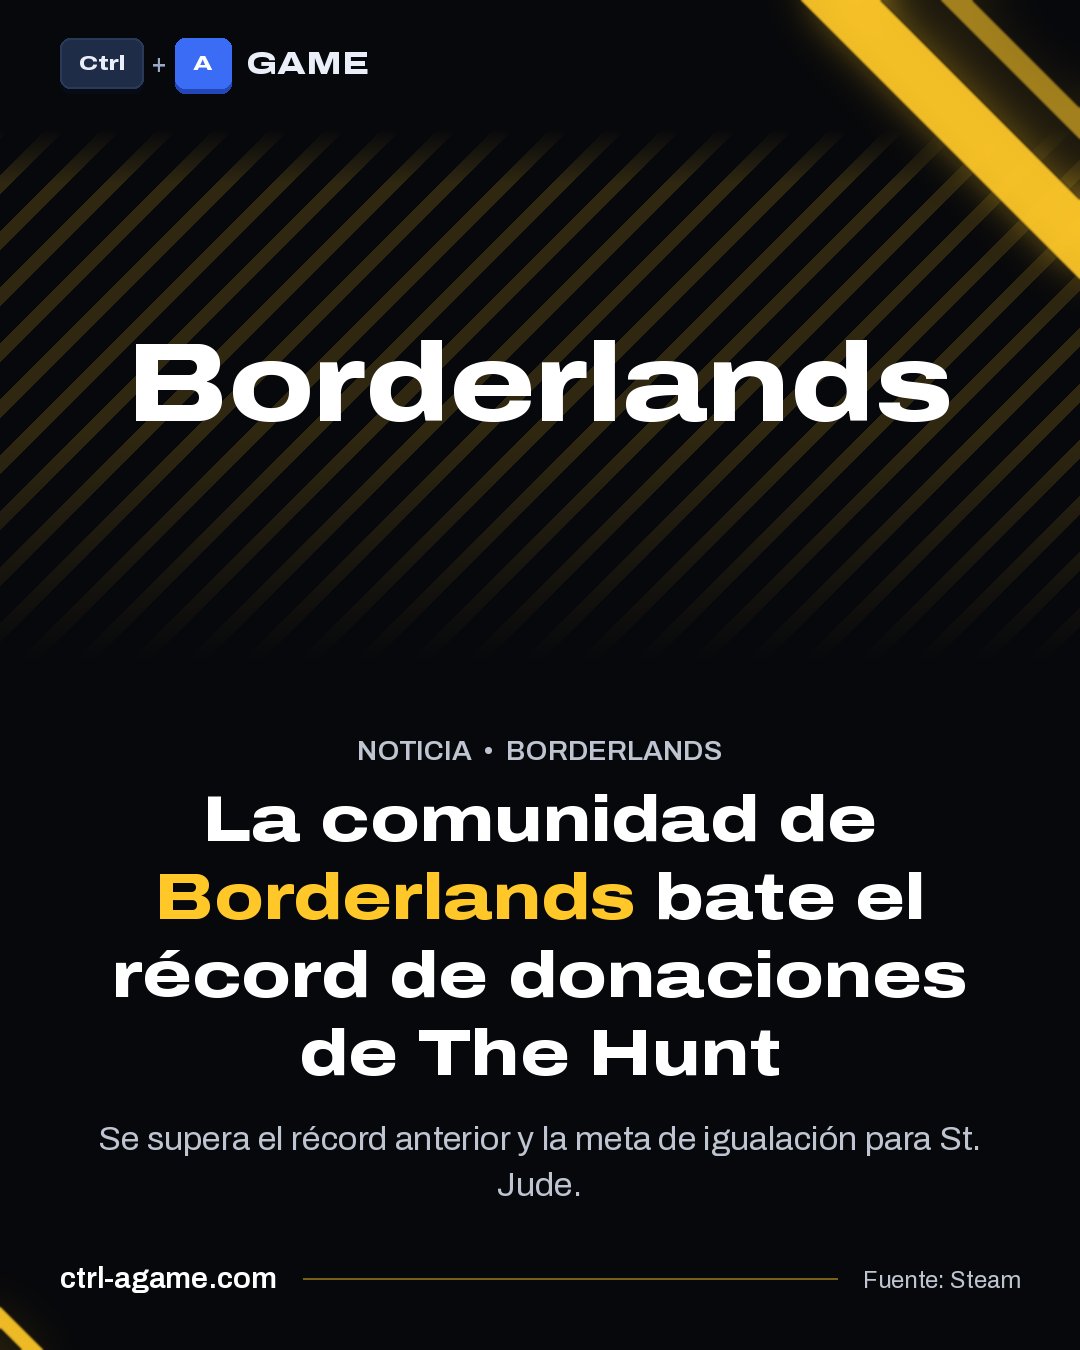 Ctrl + A GAME
Borderlands
NOTICIA • BORDERLANDS
La comunidad de
Borderlands bate el
récord de donaciones
de The Hunt
Se supera el récord anterior y la meta de igualación para St.
Jude.
ctrl-agame.com
Fuente: Steam